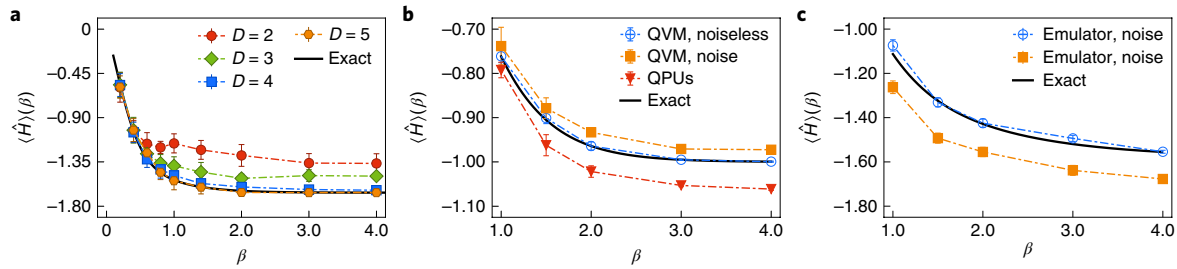 a
0
−0.45
−0.90
−1.35
−1.80
⟨Ĥ⟩(β)
D = 2
D = 3
D = 4
D = 5
Exact
0 1.0 2.0 3.0 4.0
β
b
−0.70
−0.80
−0.90
−1.00
−1.10
⟨Ĥ⟩(β)
QVM, noiseless
QVM, noise
QPUs
Exact
1.0 2.0 3.0 4.0
β
c
−1.00
−1.20
−1.40
−1.60
−1.80
⟨Ĥ⟩(β)
Emulator, noise
Emulator, noise
Exact
1.0 2.0 3.0 4.0
β